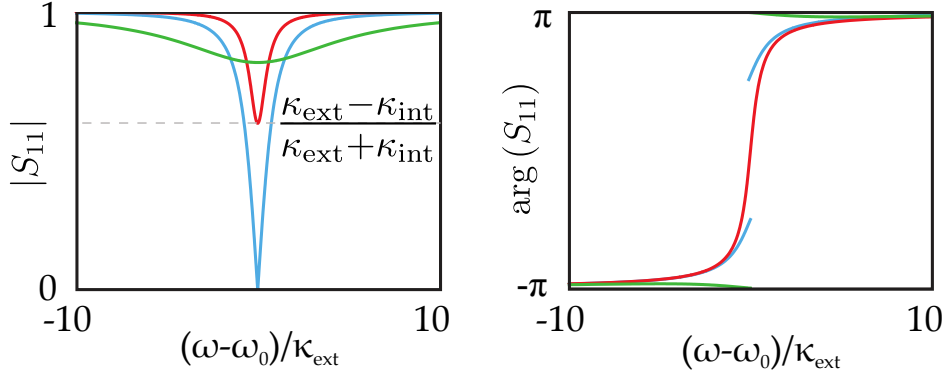 1
|S₁₁|
κₑₓₜ−κᵢₙₜ
κₑₓₜ+κᵢₙₜ
0
-10
10
(ω-ω₀)/κₑₓₜ
π
arg (S₁₁)
-π
-10
10
(ω-ω₀)/κₑₓₜ